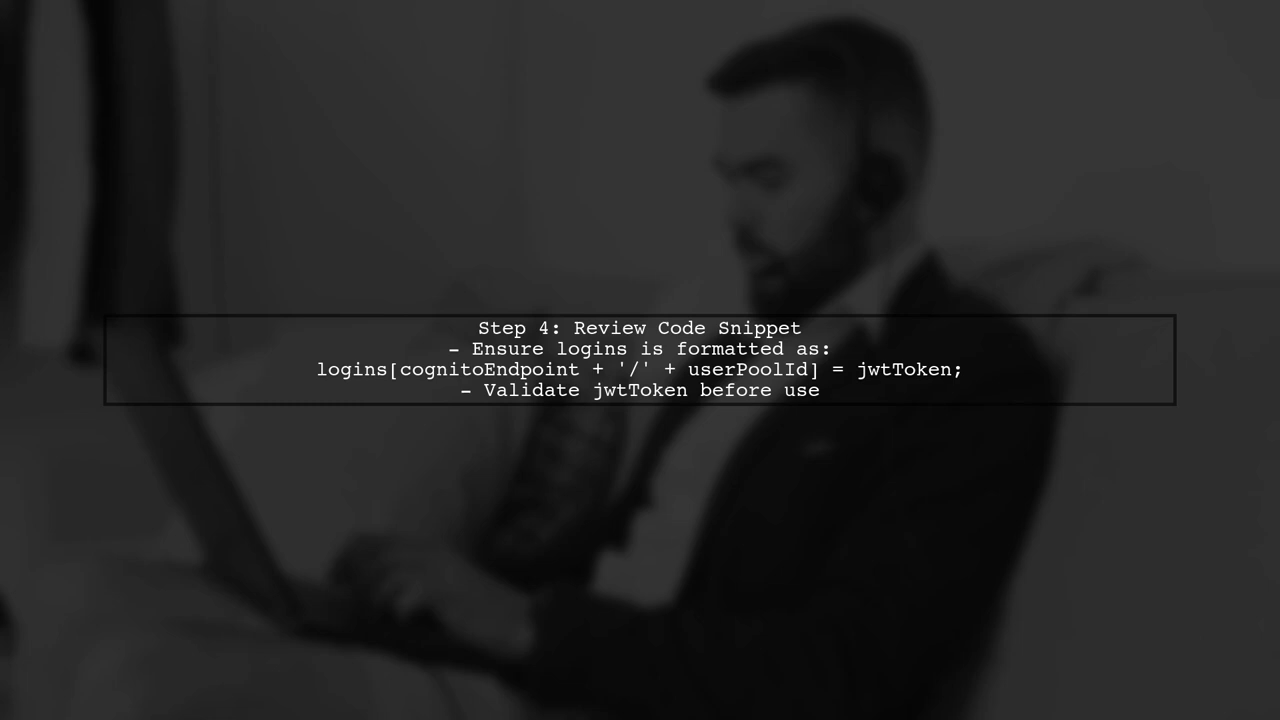 Step 4: Review Code Snippet
– Ensure logins is formatted as:
logins[cognitoEndpoint + '/' + userPoolId] = jwtToken;
– Validate jwtToken before use